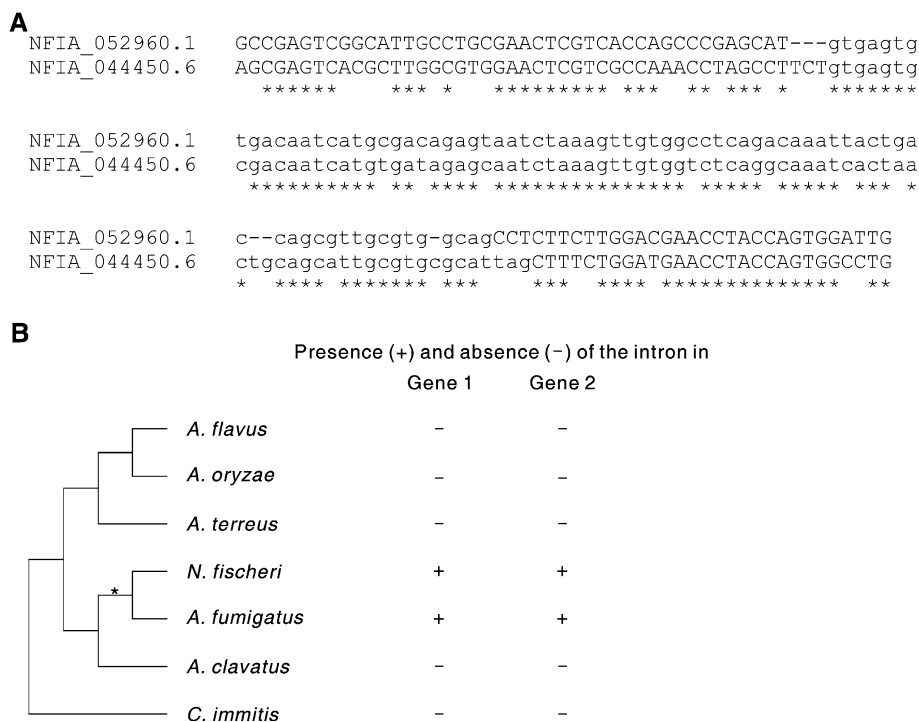 A
NFIA_052960.1 GCCGAGTCGGCATTGCCTGCGAACTCGTCACCAGCCCGAGCAT---gtgagtg
NFIA_044450.6 AGCGAGTCACGCTTGGCGTGGAACTCGTCGCCAAACCTAGCCTTCTgtgagtg
****** *** * ********* *** ** *** * *******
NFIA_052960.1 tgacaatcatgcgacagagtaatctaaagttgtggcctcagacaaattactga
NFIA_044450.6 cgacaatcatgtgatagagcaatctaaagttgtggtctcaggcaaatcactaa
********** ** **** *************** ***** ***** *** *
NFIA_052960.1 c--cagcgttgcgtg-gcagCCTCTTCTTGGACGAACCTACCAGTGGATTG
NFIA_044450.6 ctgcagcattgcgtgcgcattagCTTTCTGGATGAACCTACCAGTGGCCTG
* **** ******* *** *** **** ************** **
B
Presence (+) and absence (−) of the intron in
Gene 1 Gene 2
A. flavus − −
A. oryzae − −
A. terreus − −
N. fischeri + +
*
A. fumigatus + +
A. clavatus − −
C. immitis − −